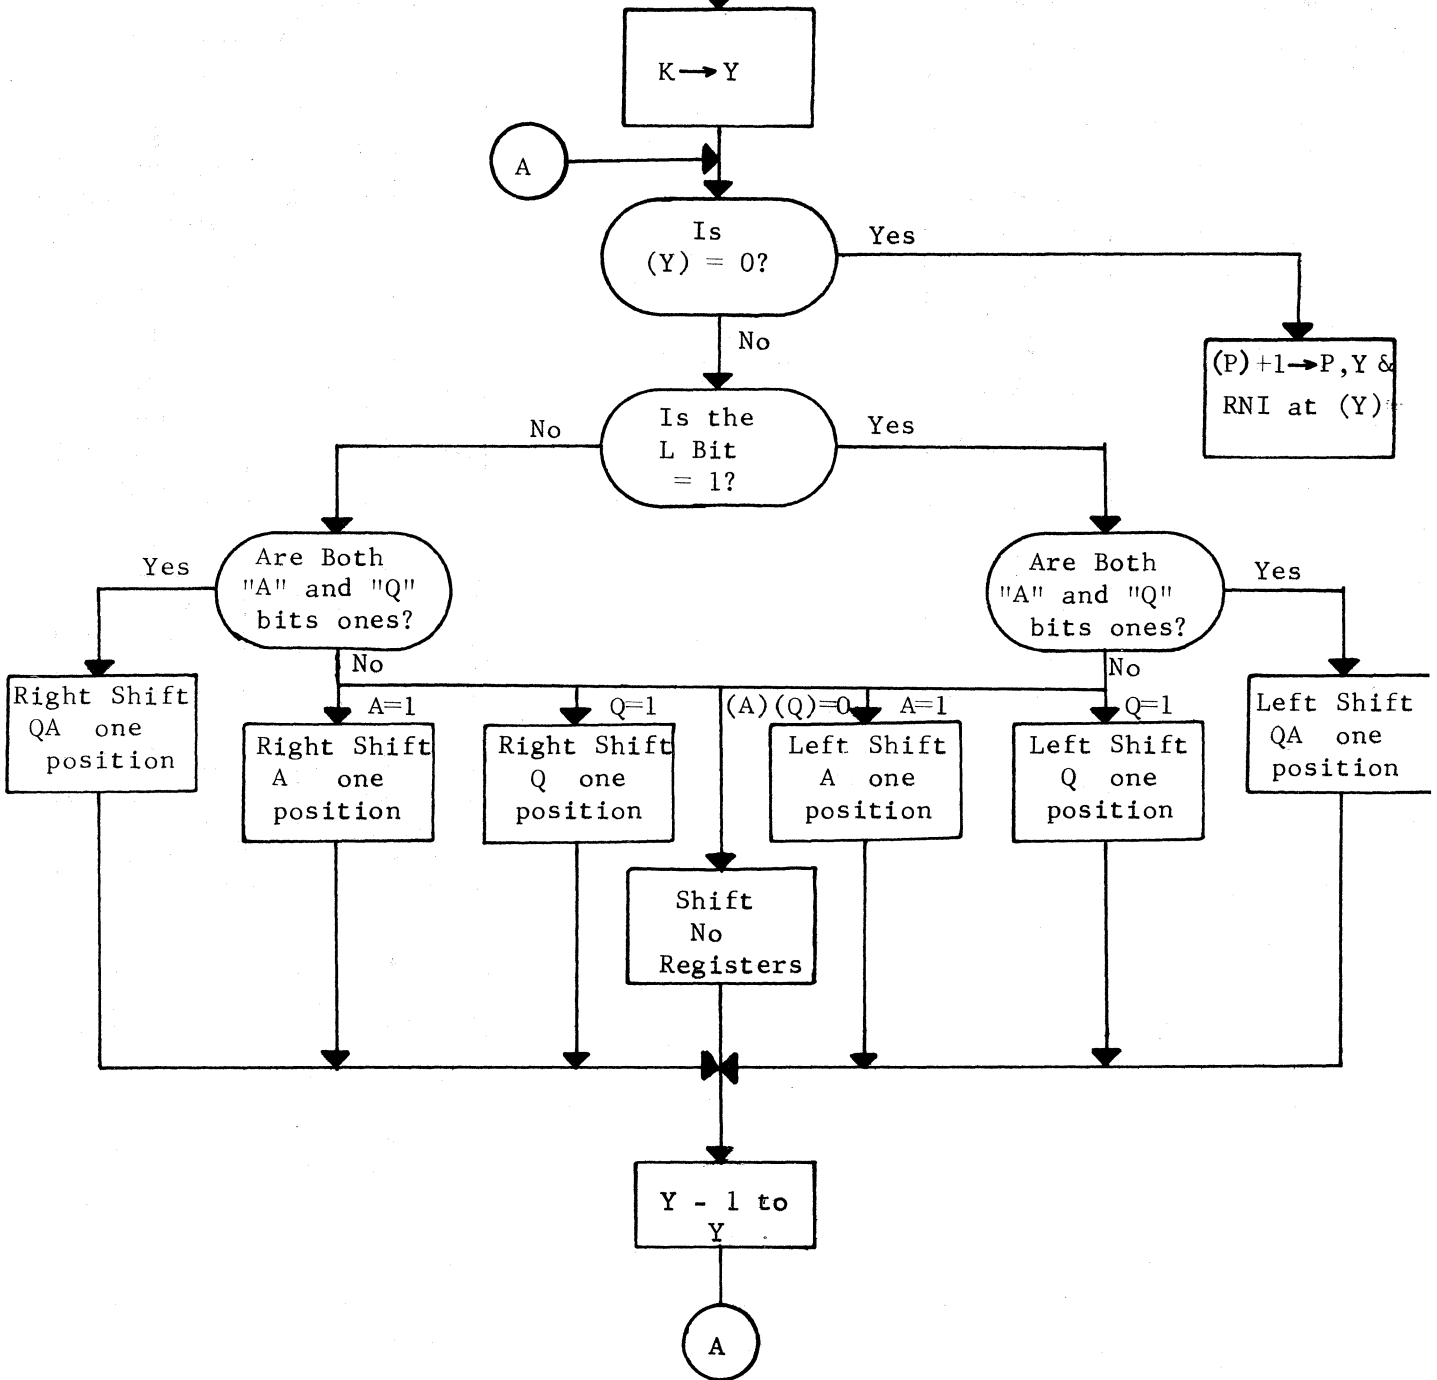 K→Y
A
Is
(Y) = 0?
Yes
No
(P)+1→P,Y &
RNI at (Y)
Is the
L Bit
= 1?
No
Yes
Are Both
"A" and "Q"
bits ones?
Yes
No
Are Both
"A" and "Q"
bits ones?
Yes
No
Right Shift
QA one
position
A=1
Right Shift
A one
position
Q=1
Right Shift
Q one
position
(A)(Q)=0
Shift
No
Registers
A=1
Left Shift
A one
position
Q=1
Left Shift
Q one
position
Left Shift
QA one
position
Y - 1 to
Y
A